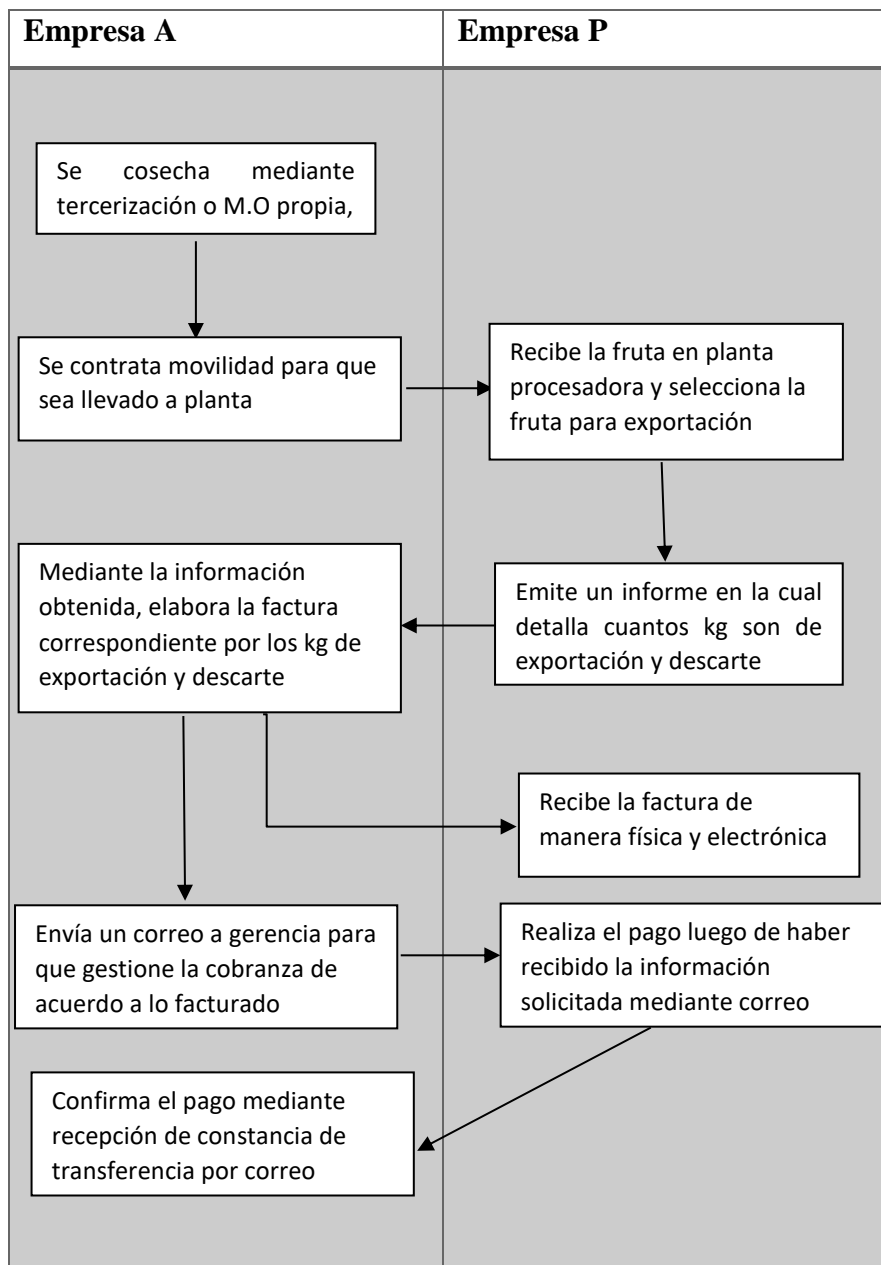 Empresa A
Empresa P
Se cosecha mediante
tercerización o M.O propia,
Se contrata movilidad para que
sea llevado a planta
Recibe la fruta en planta
procesadora y selecciona la
fruta para exportación
Emite un informe en la cual
detalla cuantos kg son de
exportación y descarte
Mediante la información
obtenida, elabora la factura
correspondiente por los kg de
exportación y descarte
Recibe la factura de
manera física y electrónica
Envía un correo a gerencia para
que gestione la cobranza de
acuerdo a lo facturado
Realiza el pago luego de haber
recibido la información
solicitada mediante correo
Confirma el pago mediante
recepción de constancia de
transferencia por correo